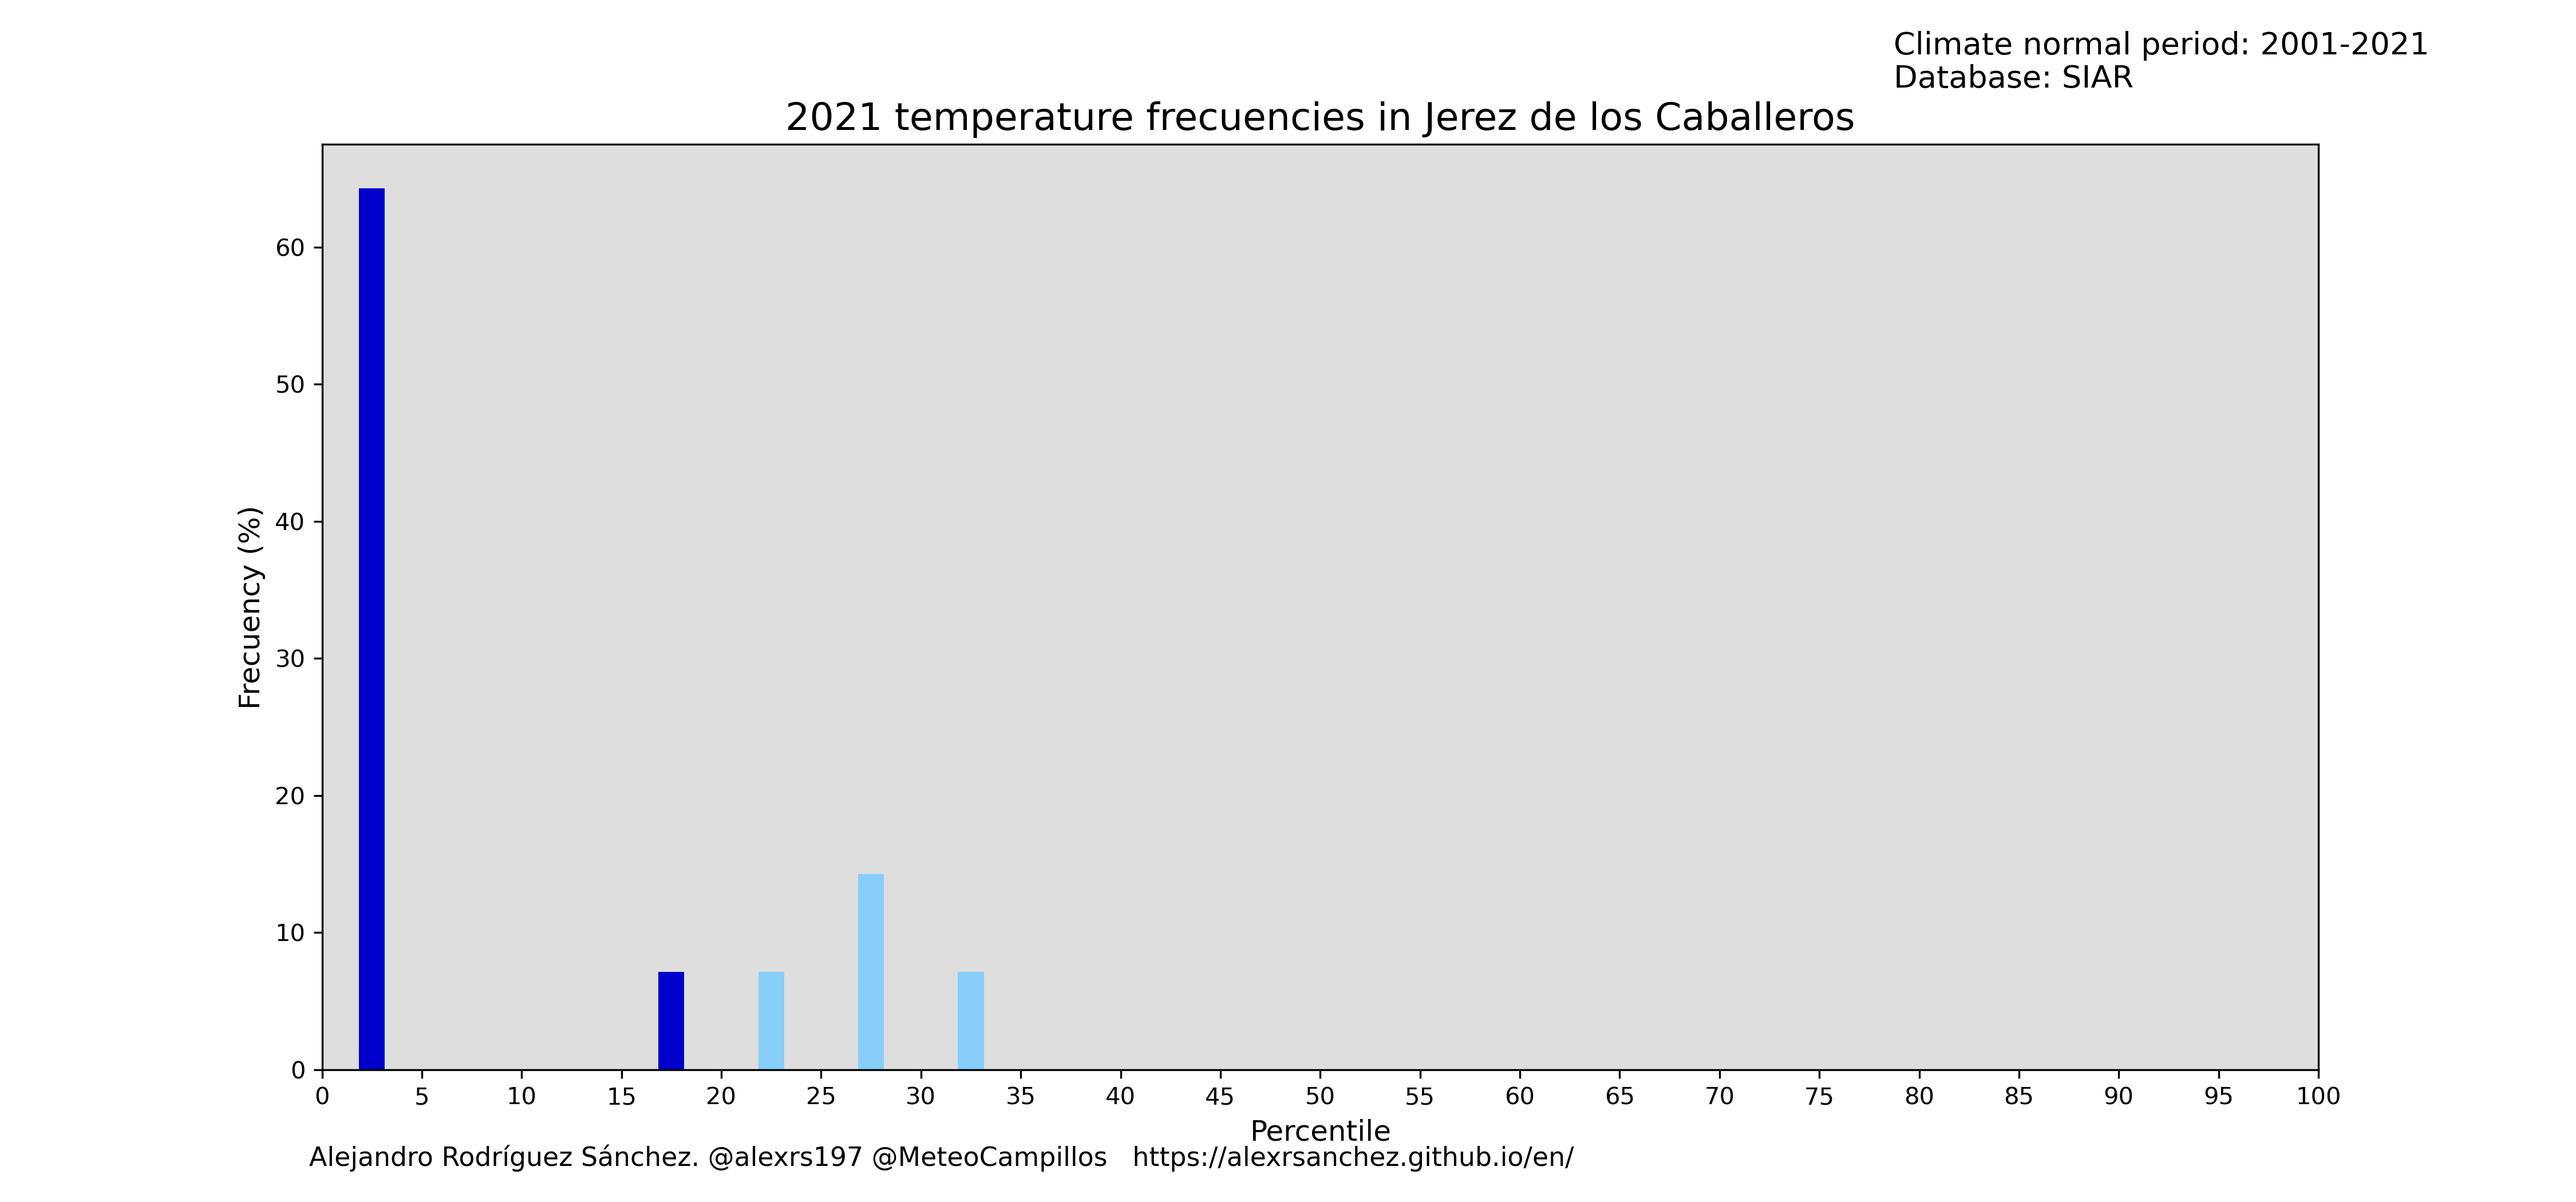 Climate normal period: 2001-2021
Database: SIAR
2021 temperature frecuencies in Jerez de los Caballeros
Frecuency (%)
60
50
40
30
20
10
0
0 5 10 15 20 25 30 35 40 45 50 55 60 65 70 75 80 85 90 95 100
Percentile
Alejandro Rodríguez Sánchez. @alexrs197 @MeteoCampillos https://alexrsanchez.github.io/en/